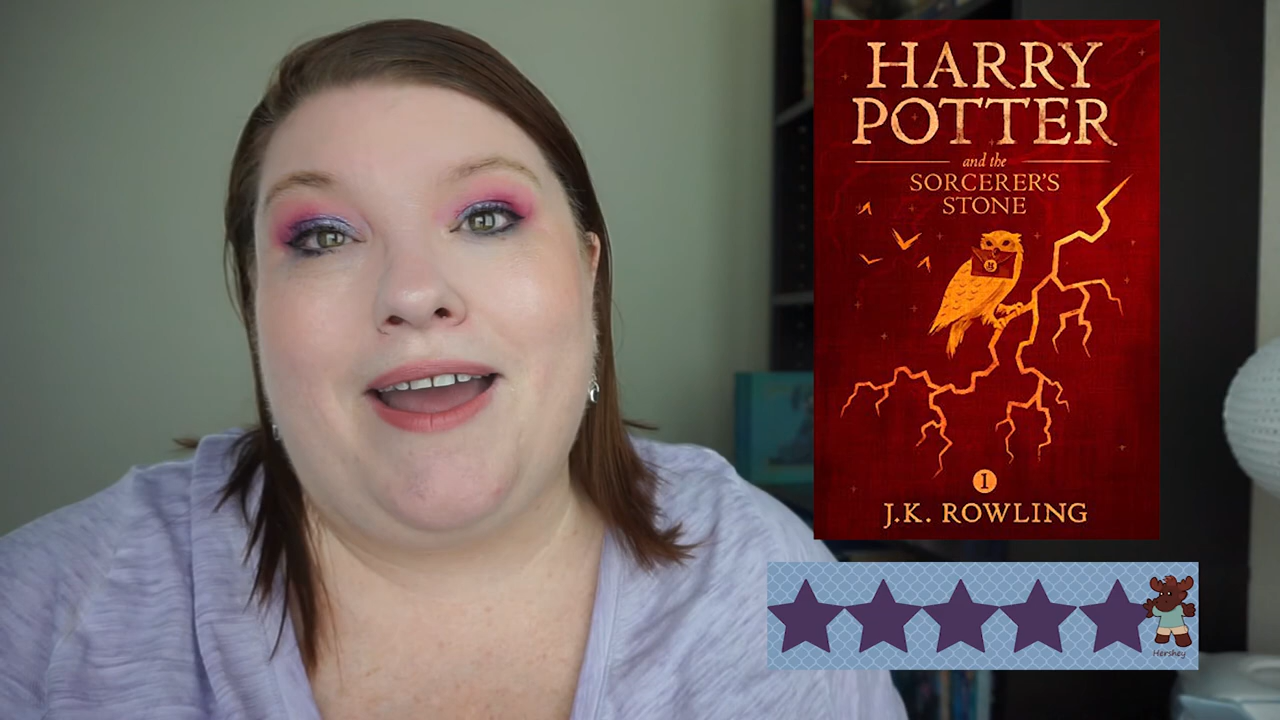 HARRY
POTTER
and the
SORCERER'S
STONE
1
J.K. ROWLING
Hershey